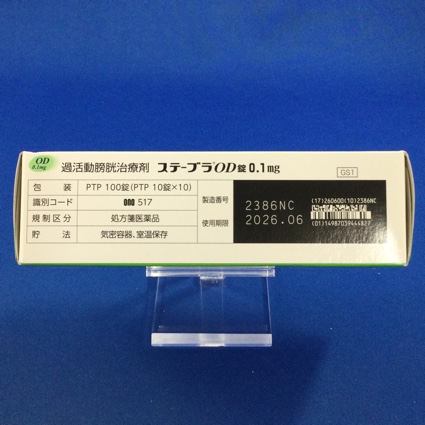 OD
0.1mg
過活動膀胱治療剤 ステーブラOD錠 0.1mg
GS1
包装 PTP 100錠(PTP 10錠×10)
識別コード 517
規制区分 処方箋医薬品
貯法 気密容器、室温保存
製造番号 2386NC
使用期限 2026.06
(17)260600(10)2386NC
(01)14987039444827